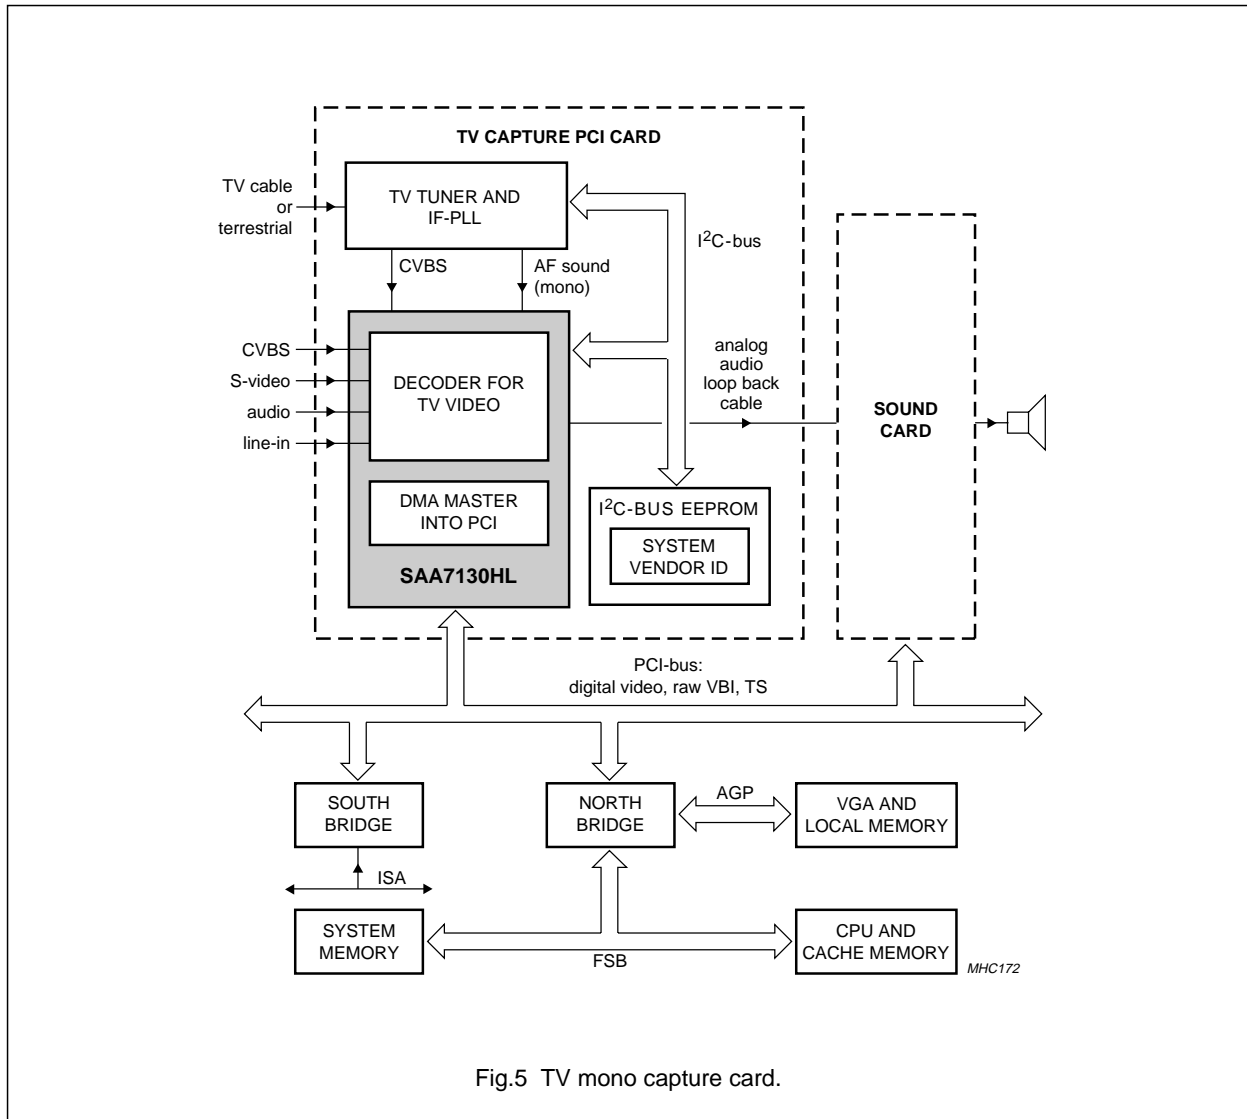 TV CAPTURE PCI CARD
TV cable
or
terrestrial
TV TUNER AND
IF-PLL
I²C-bus
CVBS
AF sound
(mono)
CVBS
S-video
audio
line-in
DECODER FOR
TV VIDEO
analog
audio
loop back
cable
SOUND
CARD
DMA MASTER
INTO PCI
SAA7130HL
I²C-BUS EEPROM
SYSTEM
VENDOR ID
PCI-bus:
digital video, raw VBI, TS
SOUTH
BRIDGE
NORTH
BRIDGE
AGP
VGA AND
LOCAL MEMORY
ISA
SYSTEM
MEMORY
FSB
CPU AND
CACHE MEMORY
MHC172
Fig.5 TV mono capture card.